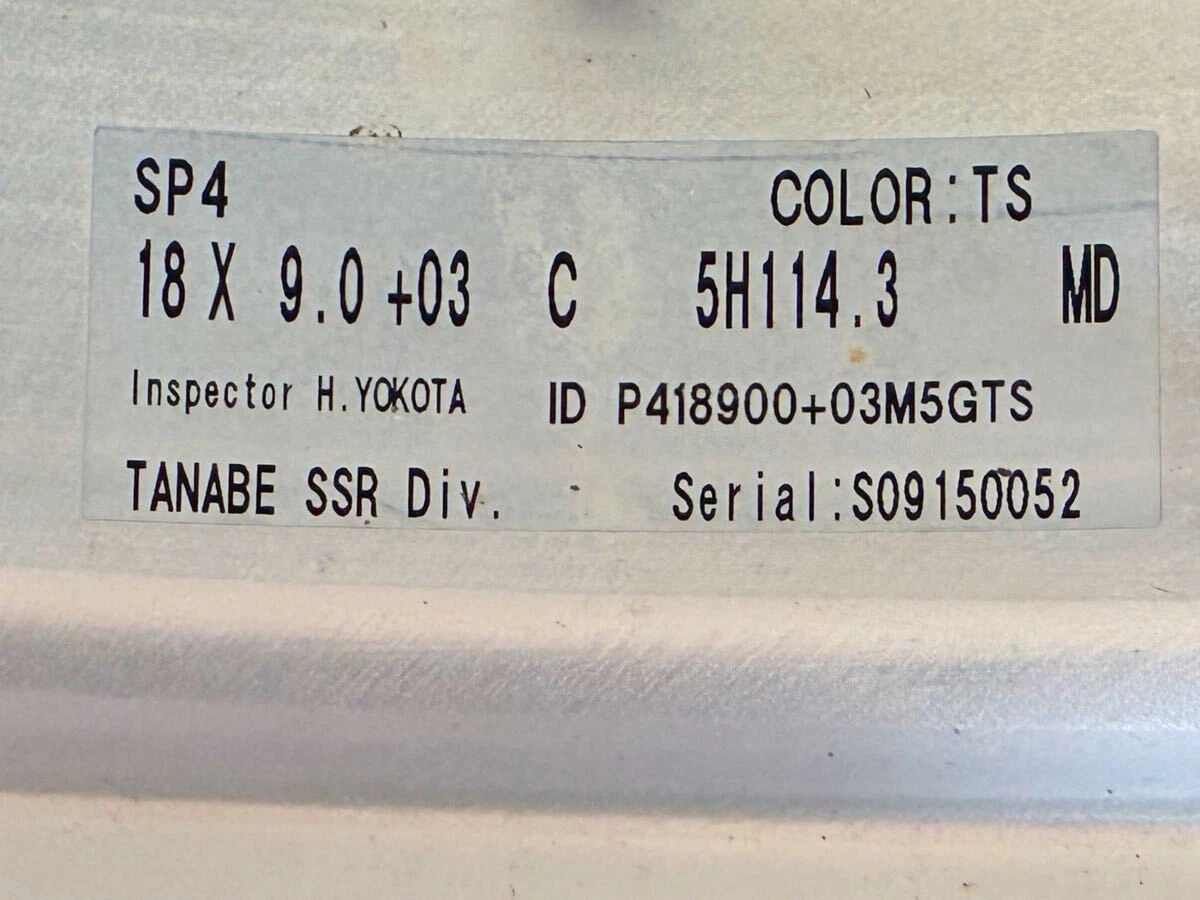 SP4 COLOR:TS
18 X 9.0 +03 C 5H114.3 MD
Inspector H.YOKOTA ID P418900+03M5GTS
TANABE SSR Div. Serial:S09150052